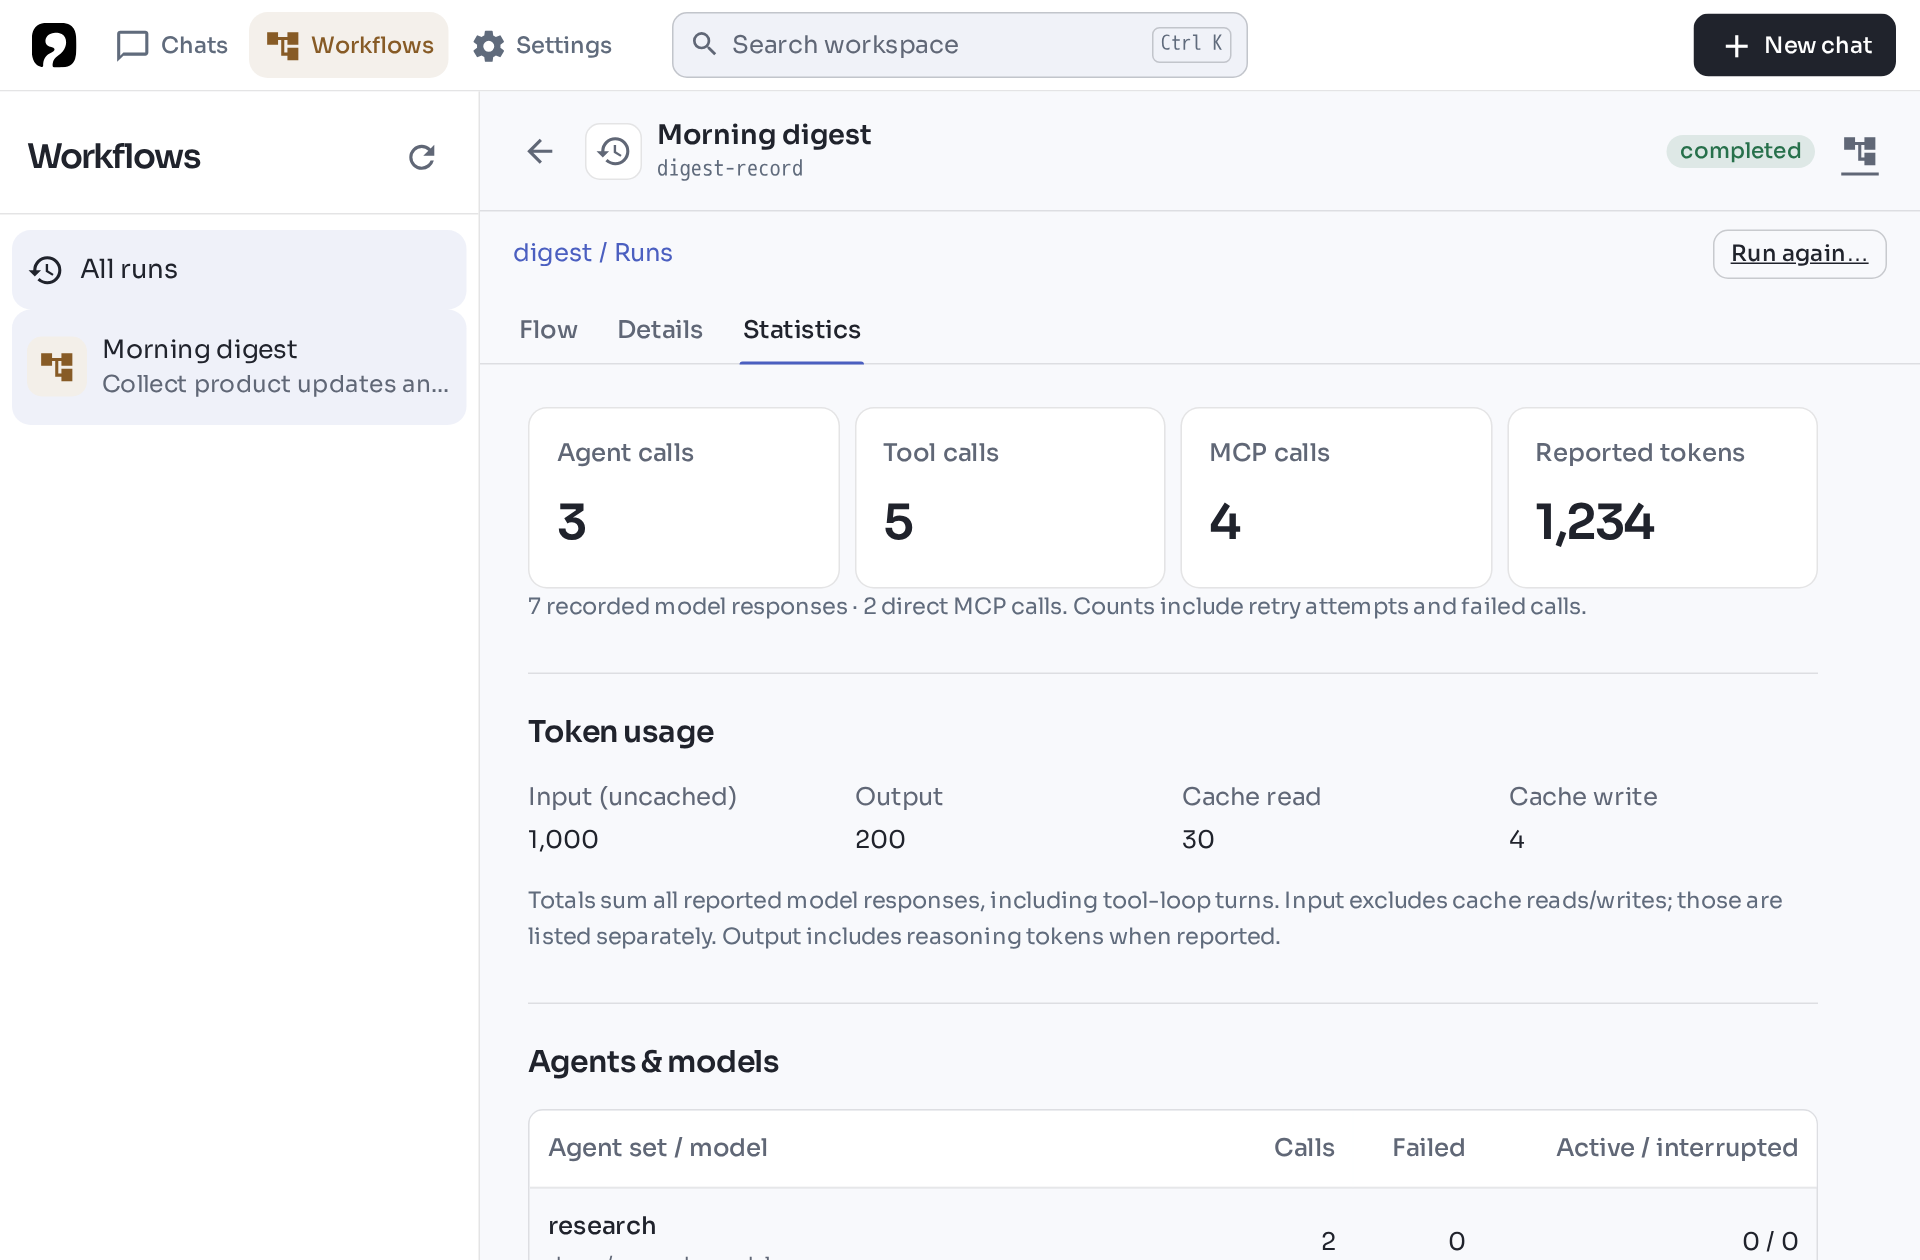 Chats
Workflows
Settings
Search workspace
Ctrl K
New chat
Workflows
All runs
Morning digest
Collect product updates an...
Morning digest
digest-record
completed
digest / Runs
Run again...
Flow
Details
Statistics
Agent calls
3
Tool calls
5
MCP calls
4
Reported tokens
1,234
7 recorded model responses · 2 direct MCP calls. Counts include retry attempts and failed calls.
Token usage
Input (uncached)
1,000
Output
200
Cache read
30
Cache write
4
Totals sum all reported model responses, including tool-loop turns. Input excludes cache reads/writes; those are
listed separately. Output includes reasoning tokens when reported.
Agents & models
Agent set / model
Calls
Failed
Active / interrupted
research
2
0
0 / 0